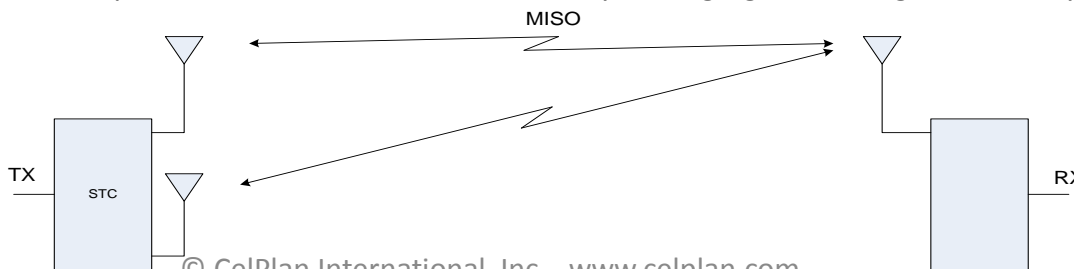 MISO
TX
STC
RX
© CelPlan International, Inc. www.celplan.com